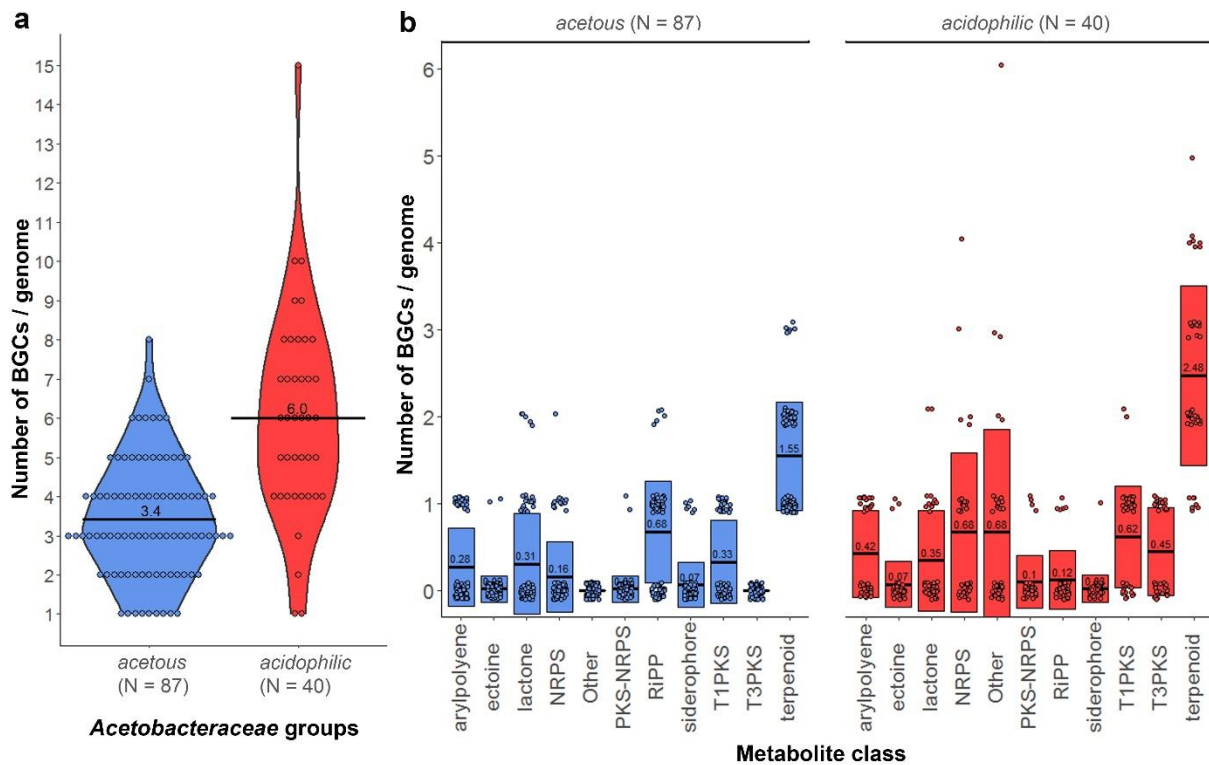 a
Number of BGCs / genome
15
14
13
12
11
10
9
8
7
6
5
4
3
2
1
3.4
6.0
acetous
(N = 87)
acidophilic
(N = 40)
Acetobacteraceae groups
b
acetous (N = 87)
acidophilic (N = 40)
Number of BGCs / genome
6
5
4
3
2
1
0
0.28
0.31
0.16
0.68
0.07
0.33
1.55
0.42
0.07
0.35
0.68
0.68
0.1
0.12
0.62
0.45
2.48
arylpolyene
ectoine
lactone
NRPS
Other
PKS-NRPS
RiPP
siderophore
T1PKS
T3PKS
terpenoid
arylpolyene
ectoine
lactone
NRPS
Other
PKS-NRPS
RiPP
siderophore
T1PKS
T3PKS
terpenoid
Metabolite class